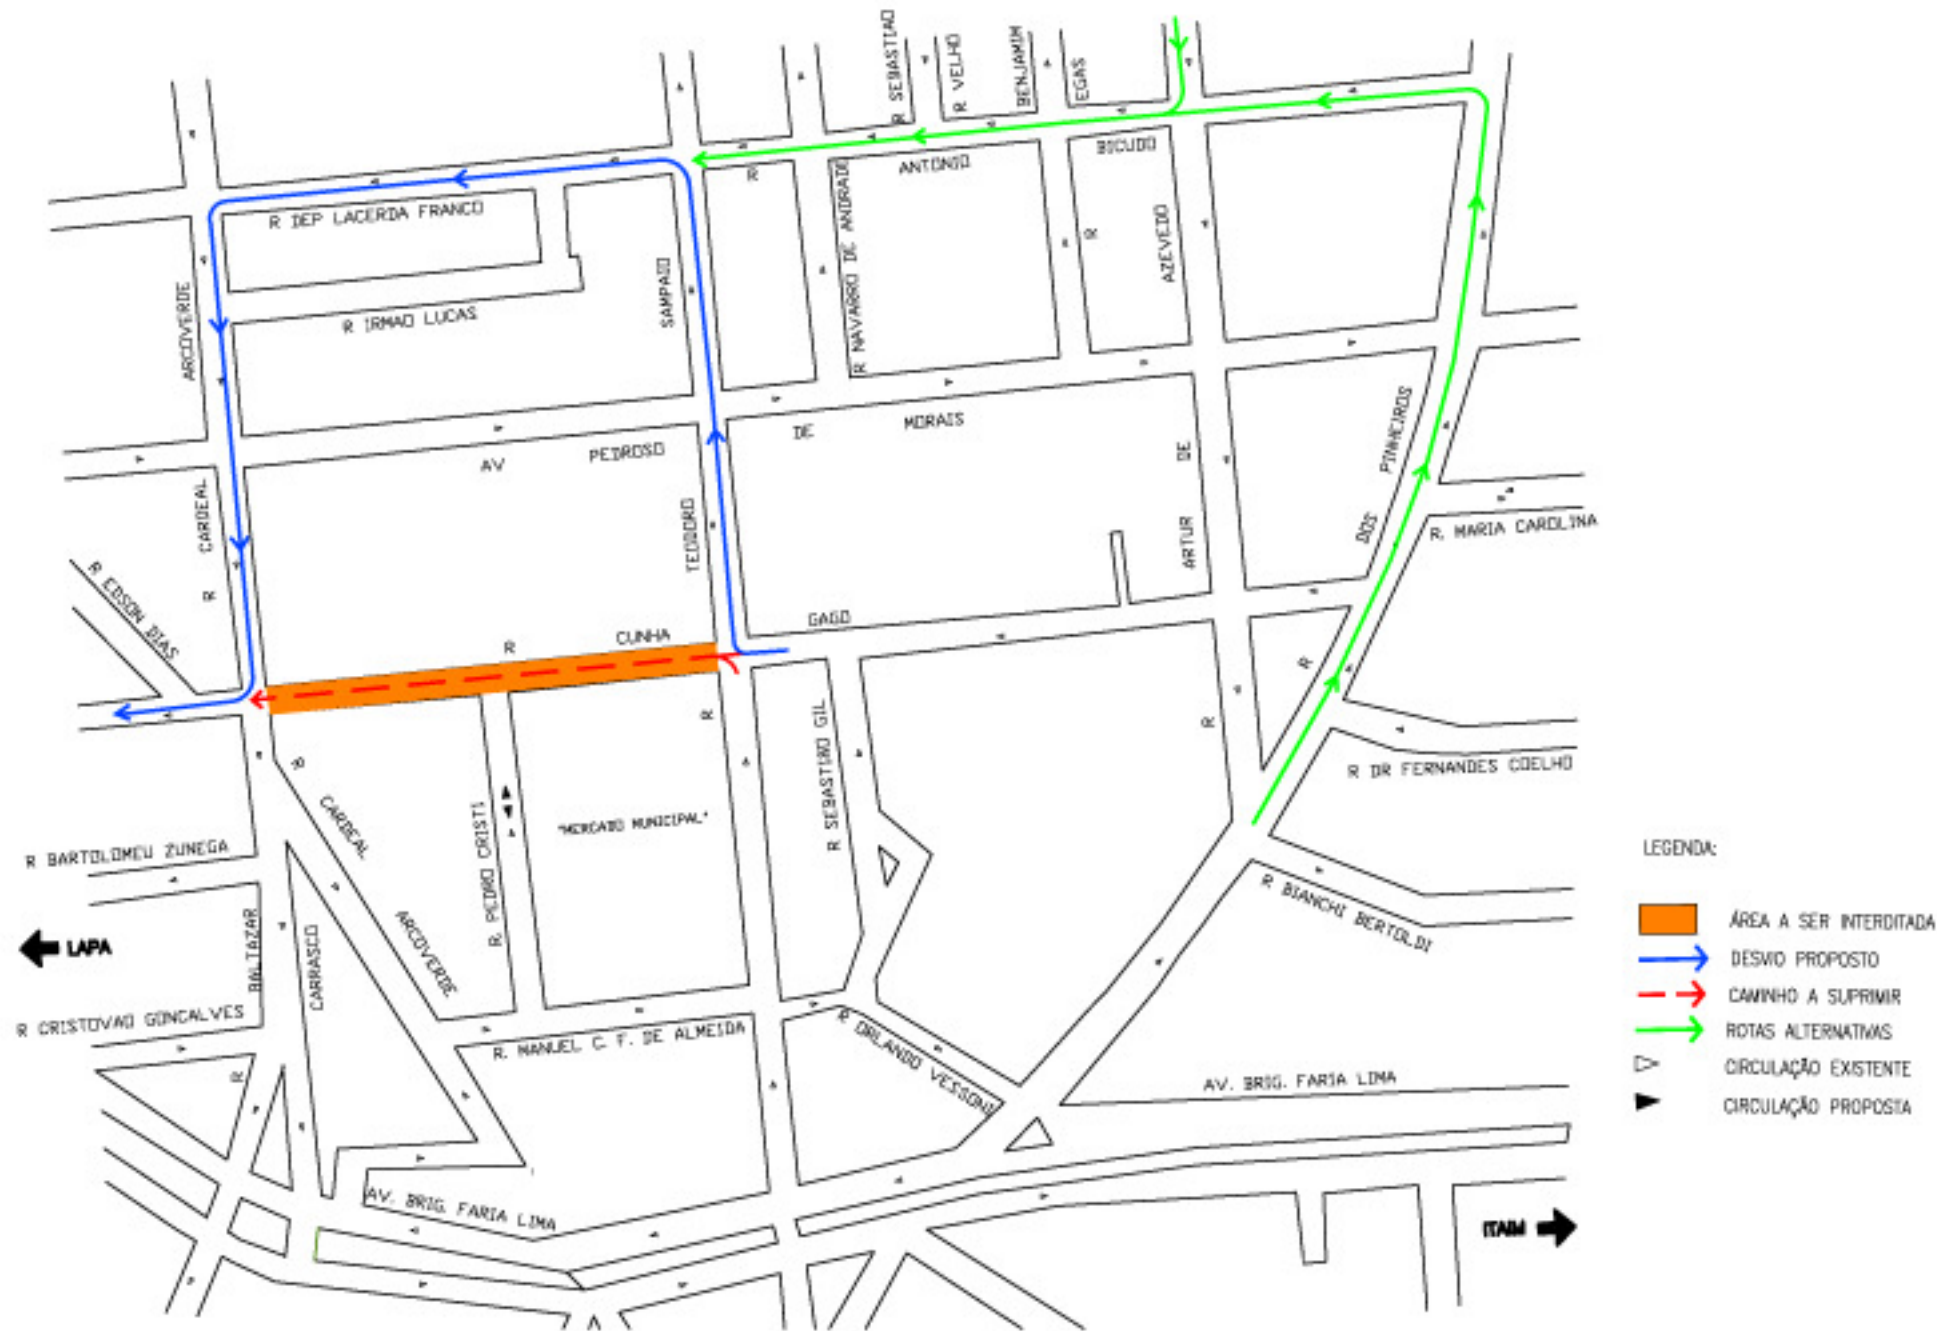 R SEBASTIAO
R VELHO
BENJAMIM
EGAS
R
ANTONIO
BICUDO
R DEP LACERDA FRANCO
R IRMAO LUCAS
ARCOVERDE
SAMPAIO
R NAVARRO DE ANDRADE
R
AZEVEDO
AV PEDROSO DE MORAIS
CARDEAL
R
TEODORO
DE
ARTUR
R
PINHEIROS
DOS
R
R. MARIA CAROLINA
R EDSON DIAS
R CUNHA GAGO
R
R SEBASTIAO GIL
R DR FERNANDES COELHO
R CARDEAL ARCOVERDE
R. PEDRO CRISTI
"MERCADO MUNICIPAL"
R BARTOLOMEU ZUNEGA
LEGENDA:
R BIANCHI BERTOLDI
ÁREA A SER INTERDITADA
LAPA
BALTAZAR
CARRASCO
DESVIO PROPOSTO
CAMINHO A SUPRIMIR
R CRISTOVAO GONCALVES
R. MANUEL C. F. DE ALMEIDA
R ORLANDO VESSONI
ROTAS ALTERNATIVAS
R
AV. BRIG. FARIA LIMA
CIRCULAÇÃO EXISTENTE
CIRCULAÇÃO PROPOSTA
AV. BRIG. FARIA LIMA
ITAIM